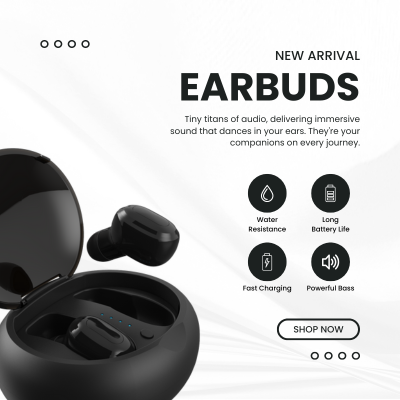 NEW ARRIVAL
EARBUDS
Tiny titans of audio, delivering immersive
sound that dances in your ears. They're your
companions on every journey.
Water
Resistance
Long
Battery Life
Fast Charging
Powerful Bass
SHOP NOW